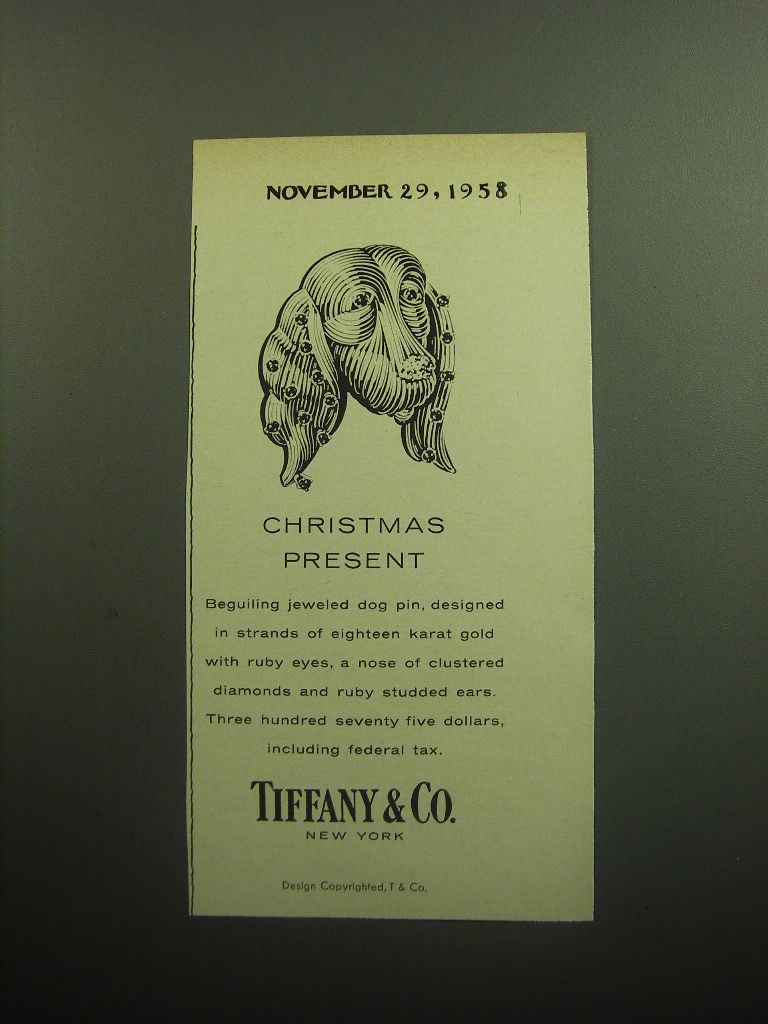 NOVEMBER 29, 1958
CHRISTMAS
PRESENT
Beguiling jeweled dog pin, designed
in strands of eighteen karat gold
with ruby eyes, a nose of clustered
diamonds and ruby studded ears.
Three hundred seventy five dollars,
including federal tax.
TIFFANY & CO.
NEW YORK
Design Copyrighted, T & Co.